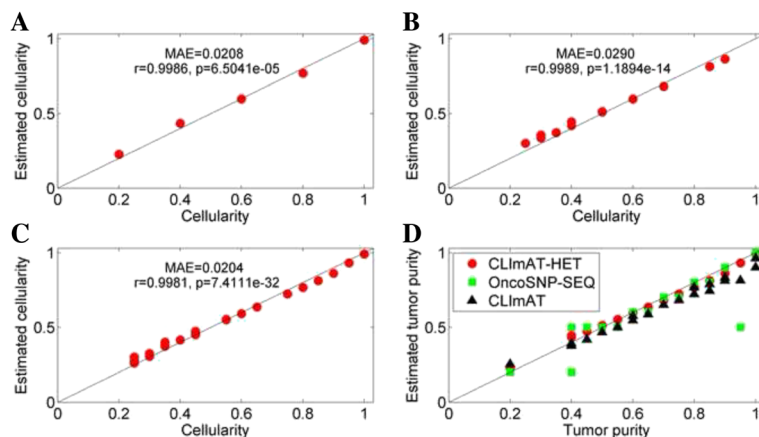 A
MAE=0.0208
r=0.9986, p=6.5041e-05
Estimated cellularity
1
0.5
0
0
0.2
0.4
0.6
0.8
1
Cellularity
B
MAE=0.0290
r=0.9989, p=1.1894e-14
Estimated cellularity
1
0.5
0
0
0.2
0.4
0.6
0.8
1
Cellularity
C
MAE=0.0204
r=0.9981, p=7.4111e-32
Estimated cellularity
1
0.5
0
0
0.2
0.4
0.6
0.8
1
Cellularity
D
CLImAT-HET
OncoSNP-SEQ
CLImAT
Estimated tumor purity
1
0.5
0
0
0.2
0.4
0.6
0.8
1
Tumor purity